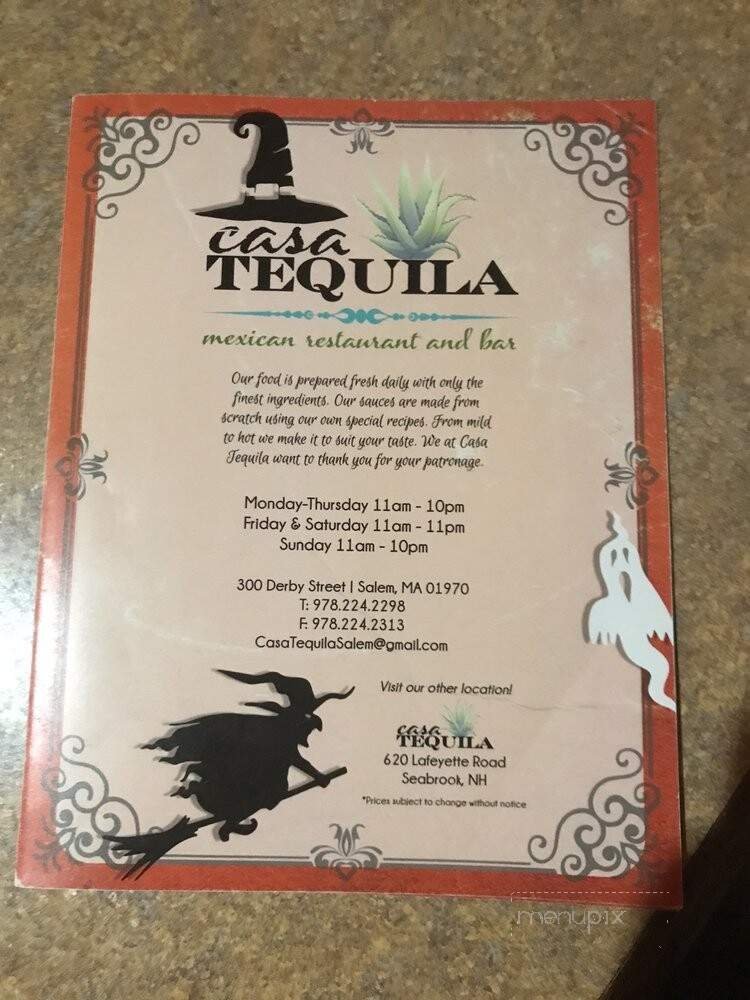 casa
TEQUILA
mexican restaurant and bar
Our food is prepared fresh daily with only the
finest ingredients. Our sauces are made from
scratch using our own special recipes. From mild
to hot we make it to suit your taste. We at Casa
Tequila want to thank you for your patronage.
Monday-Thursday 11am - 10pm
Friday & Saturday 11am - 11pm
Sunday 11am - 10pm
300 Derby Street | Salem, MA 01970
T: 978.224.2298
F: 978.224.2313
CasaTequilaSalem@gmail.com
Visit our other location!
casa
TEQUILA
620 Lafeyette Road
Seabrook, NH
*Prices subject to change without notice
menupix